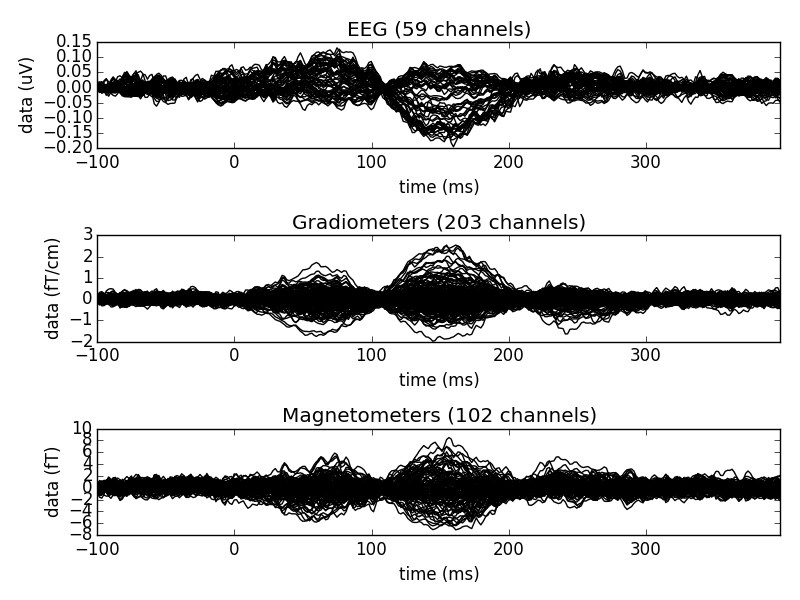 EEG (59 channels)
0.15
0.10
0.05
0.00
−0.05
−0.10
−0.15
−0.20
data (uV)
−100 0 100 200 300
time (ms)
Gradiometers (203 channels)
3
2
1
0
−1
−2
data (fT/cm)
−100 0 100 200 300
time (ms)
Magnetometers (102 channels)
10
8
6
4
2
0
−2
−4
−6
−8
data (fT)
−100 0 100 200 300
time (ms)